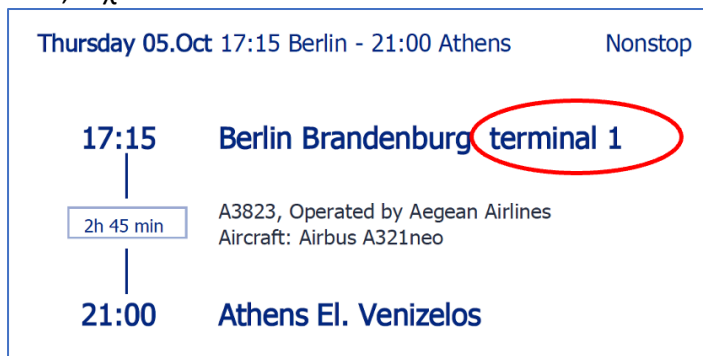 Thursday 05.Oct 17:15 Berlin - 21:00 Athens Nonstop
17:15 Berlin Brandenburg terminal 1
2h 45 min
A3823, Operated by Aegean Airlines
Aircraft: Airbus A321neo
21:00 Athens El. Venizelos